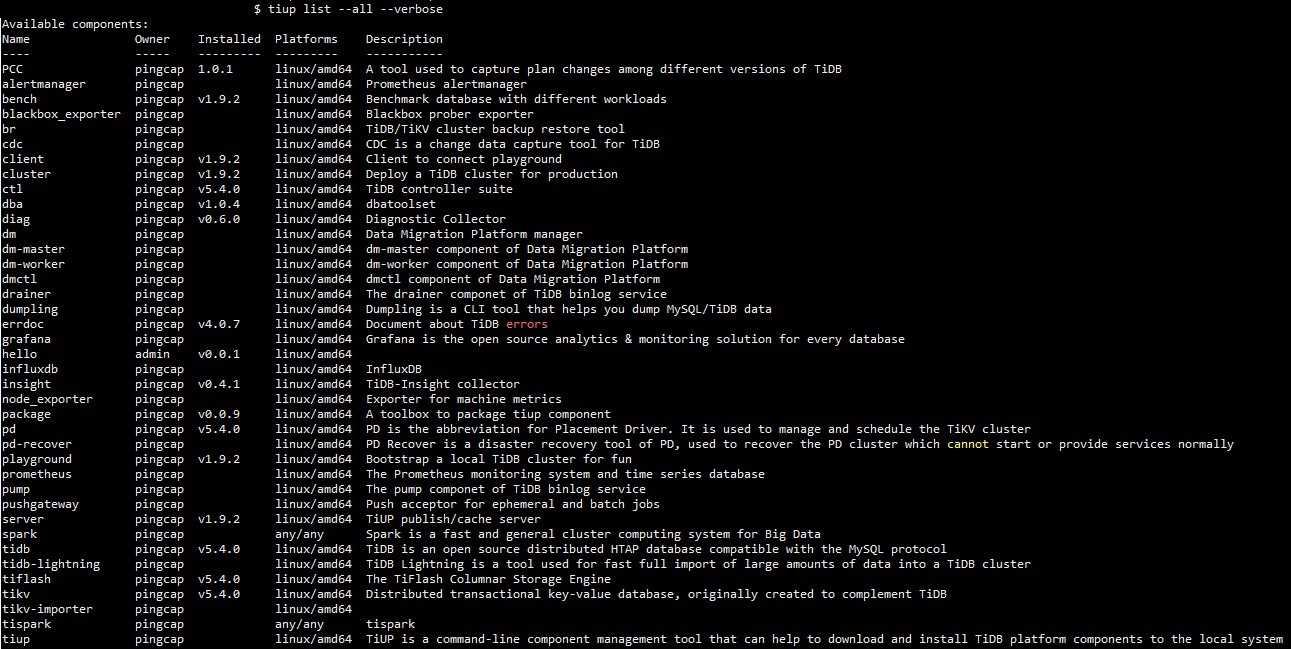 $ tiup list --all --verbose
Available components:
Name Owner Installed Platforms Description
---- ----- --------- --------- -----------
PCC pingcap 1.0.1 linux/amd64 A tool used to capture plan changes among different versions of TiDB
alertmanager pingcap linux/amd64 Prometheus alertmanager
bench pingcap v1.9.2 linux/amd64 Benchmark database with different workloads
blackbox_exporter pingcap linux/amd64 Blackbox prober exporter
br pingcap linux/amd64 TiDB/TiKV cluster backup restore tool
cdc pingcap linux/amd64 CDC is a change data capture tool for TiDB
client pingcap v1.9.2 linux/amd64 Client to connect playground
cluster pingcap v1.9.2 linux/amd64 Deploy a TiDB cluster for production
ctl pingcap v5.4.0 linux/amd64 TiDB controller suite
dba pingcap v1.0.4 linux/amd64 dbatoolset
diag pingcap v0.6.0 linux/amd64 Diagnostic Collector
dm pingcap linux/amd64 Data Migration Platform manager
dm-master pingcap linux/amd64 dm-master component of Data Migration Platform
dm-worker pingcap linux/amd64 dm-worker component of Data Migration Platform
dmctl pingcap linux/amd64 dmctl component of Data Migration Platform
drainer pingcap linux/amd64 The drainer componet of TiDB binlog service
dumpling pingcap linux/amd64 Dumpling is a CLI tool that helps you dump MySQL/TiDB data
errdoc pingcap v4.0.7 linux/amd64 Document about TiDB errors
grafana pingcap linux/amd64 Grafana is the open source analytics & monitoring solution for every database
hello admin v0.0.1 linux/amd64
influxdb pingcap linux/amd64 InfluxDB
insight pingcap v0.4.1 linux/amd64 TiDB-Insight collector
node_exporter pingcap linux/amd64 Exporter for machine metrics
package pingcap v0.0.9 linux/amd64 A toolbox to package tiup component
pd pingcap v5.4.0 linux/amd64 PD is the abbreviation for Placement Driver. It is used to manage and schedule the TiKV cluster
pd-recover pingcap linux/amd64 PD Recover is a disaster recovery tool of PD, used to recover the PD cluster which cannot start or provide services normally
playground pingcap v1.9.2 linux/amd64 Bootstrap a local TiDB cluster for fun
prometheus pingcap linux/amd64 The Prometheus monitoring system and time series database
pump pingcap linux/amd64 The pump componet of TiDB binlog service
pushgateway pingcap linux/amd64 Push acceptor for ephemeral and batch jobs
server pingcap v1.9.2 linux/amd64 TiUP publish/cache server
spark pingcap any/any Spark is a fast and general cluster computing system for Big Data
tidb pingcap v5.4.0 linux/amd64 TiDB is an open source distributed HTAP database compatible with the MySQL protocol
tidb-lightning pingcap linux/amd64 TiDB Lightning is a tool used for fast full import of large amounts of data into a TiDB cluster
tiflash pingcap v5.4.0 linux/amd64 The TiFlash Columnar Storage Engine
tikv pingcap v5.4.0 linux/amd64 Distributed transactional key-value database, originally created to complement TiDB
tikv-importer pingcap linux/amd64
tispark pingcap any/any tispark
tiup pingcap linux/amd64 TiUP is a command-line component management tool that can help to download and install TiDB platform components to the local system